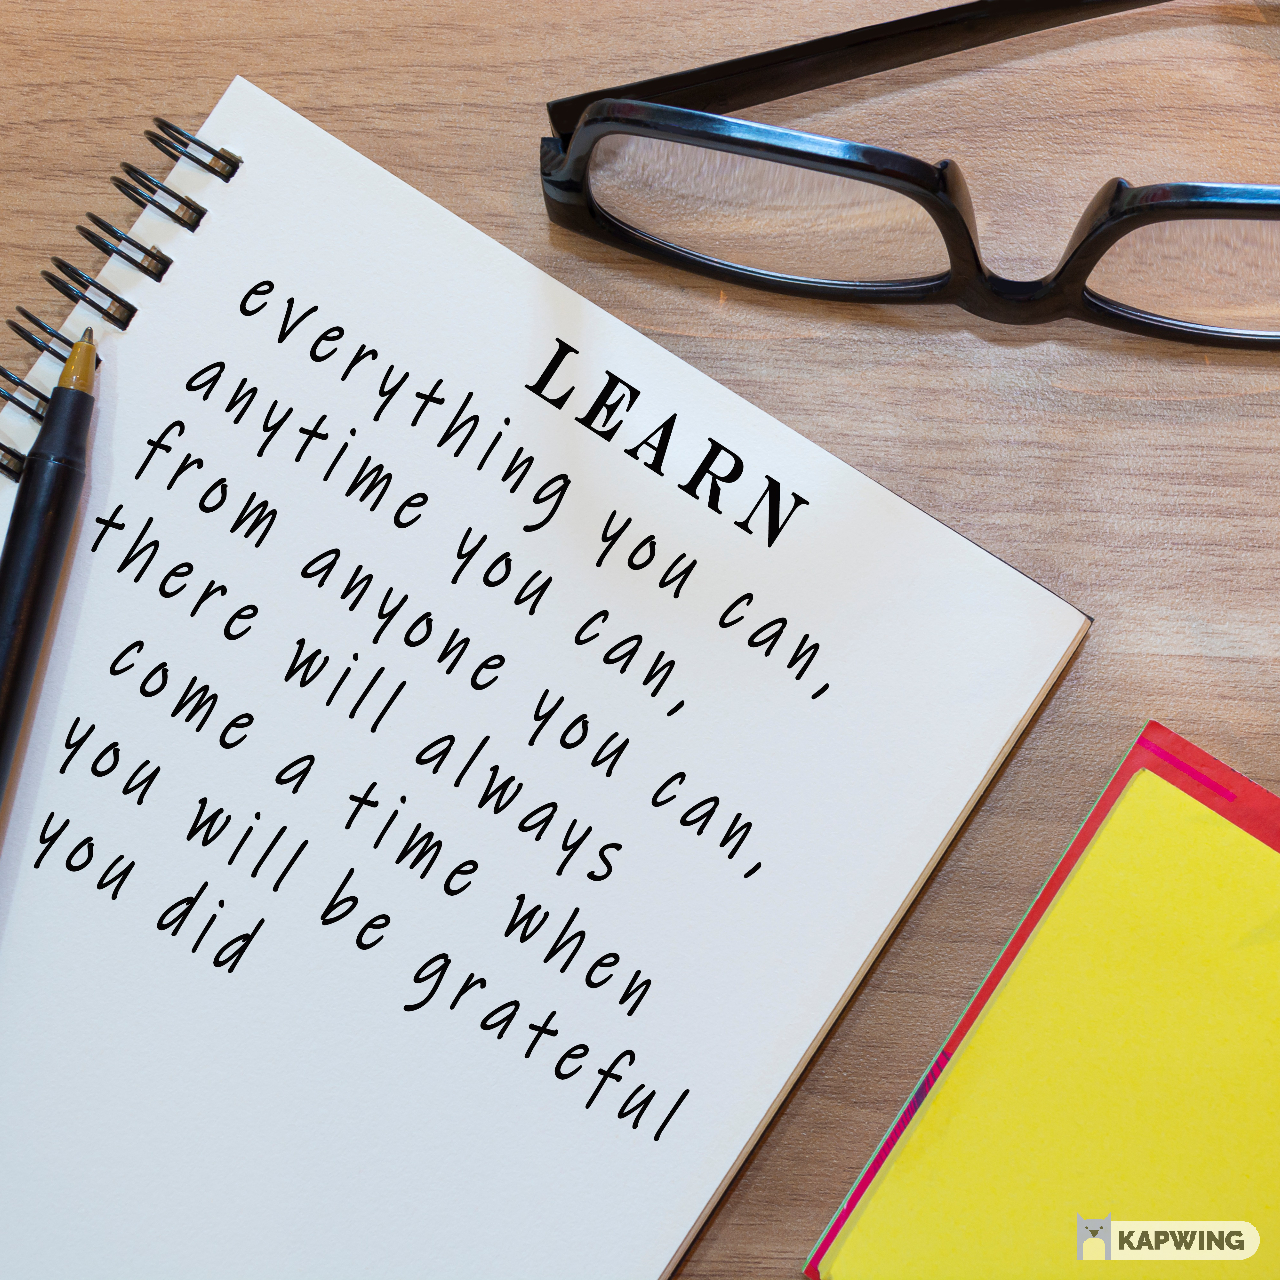 LEARN
everything you can,
anytime you can,
from anyone you can,
there will always
come a time when
you will be grateful
you did
KAPWING